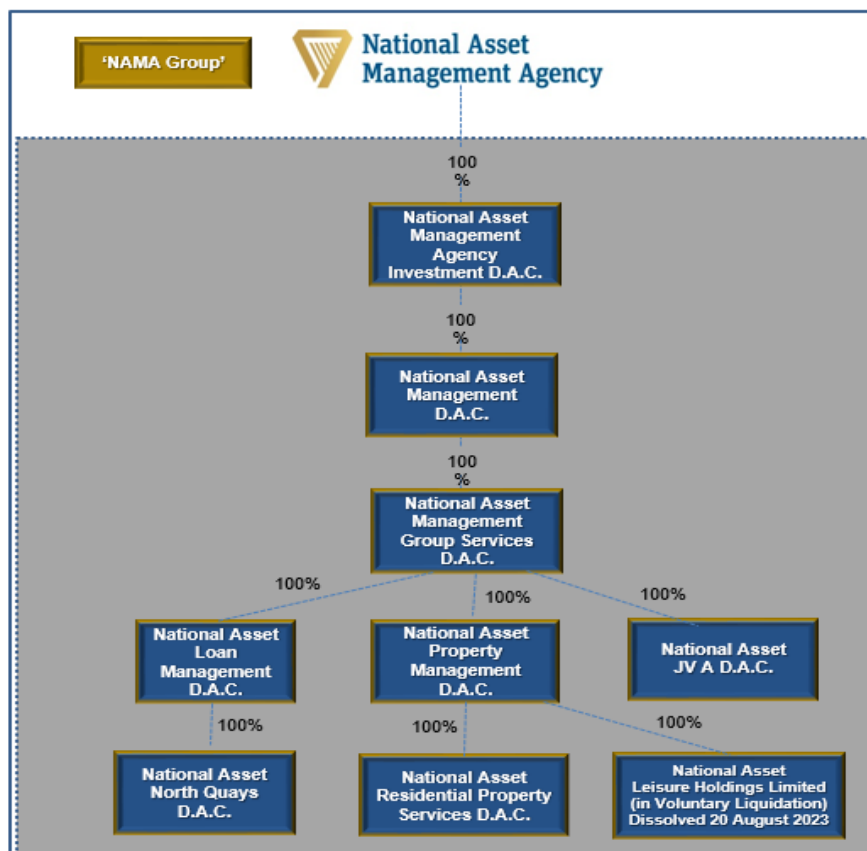 ‘NAMA Group’
National Asset
Management Agency
100
%
National Asset
Management
Agency
Investment D.A.C.
100
%
National Asset
Management
D.A.C.
100
%
National Asset
Management
Group Services
D.A.C.
100%
100%
100%
National Asset
Loan
Management
D.A.C.
National Asset
Property
Management
D.A.C.
National Asset
JV A D.A.C.
100%
100%
100%
National Asset
North Quays
D.A.C.
National Asset
Residential Property
Services D.A.C.
National Asset
Leisure Holdings Limited
(in Voluntary Liquidation)
Dissolved 20 August 2023